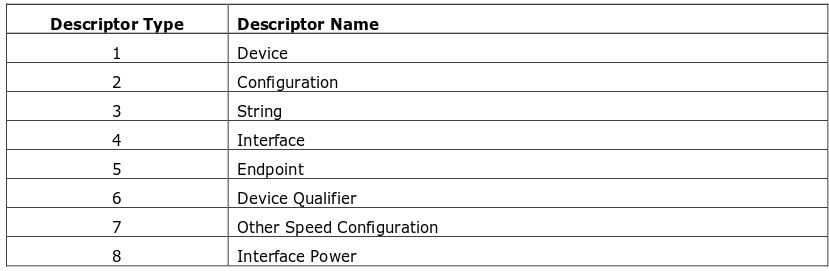 Descriptor Type Descriptor Name
1 Device
2 Configuration
3 String
4 Interface
5 Endpoint
6 Device Qualifier
7 Other Speed Configuration
8 Interface Power